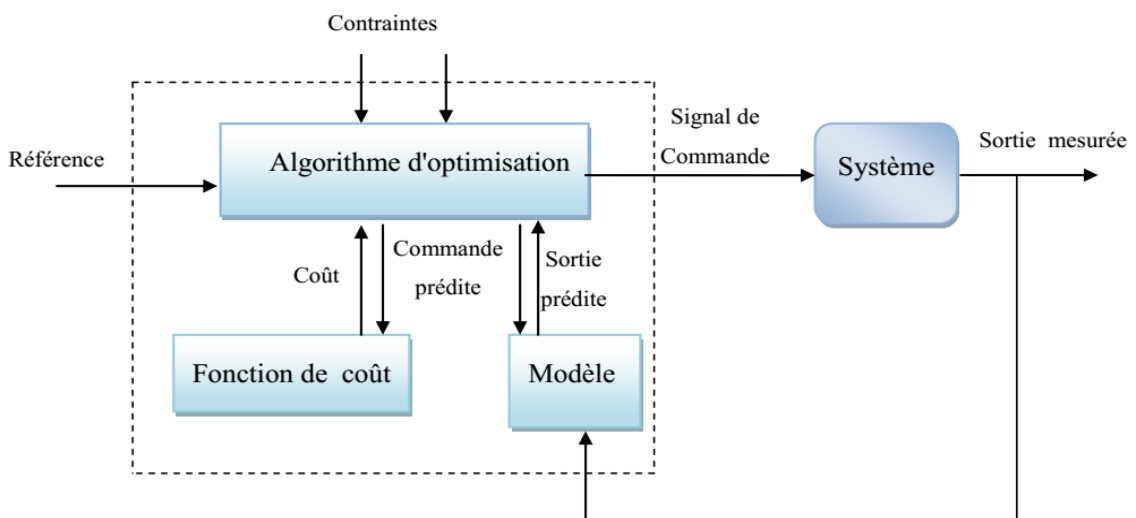 Contraintes
Référence
Algorithme d'optimisation
Signal de
Commande
Système
Sortie mesurée
Coût
Commande
prédite
Sortie
prédite
Fonction de coût
Modèle